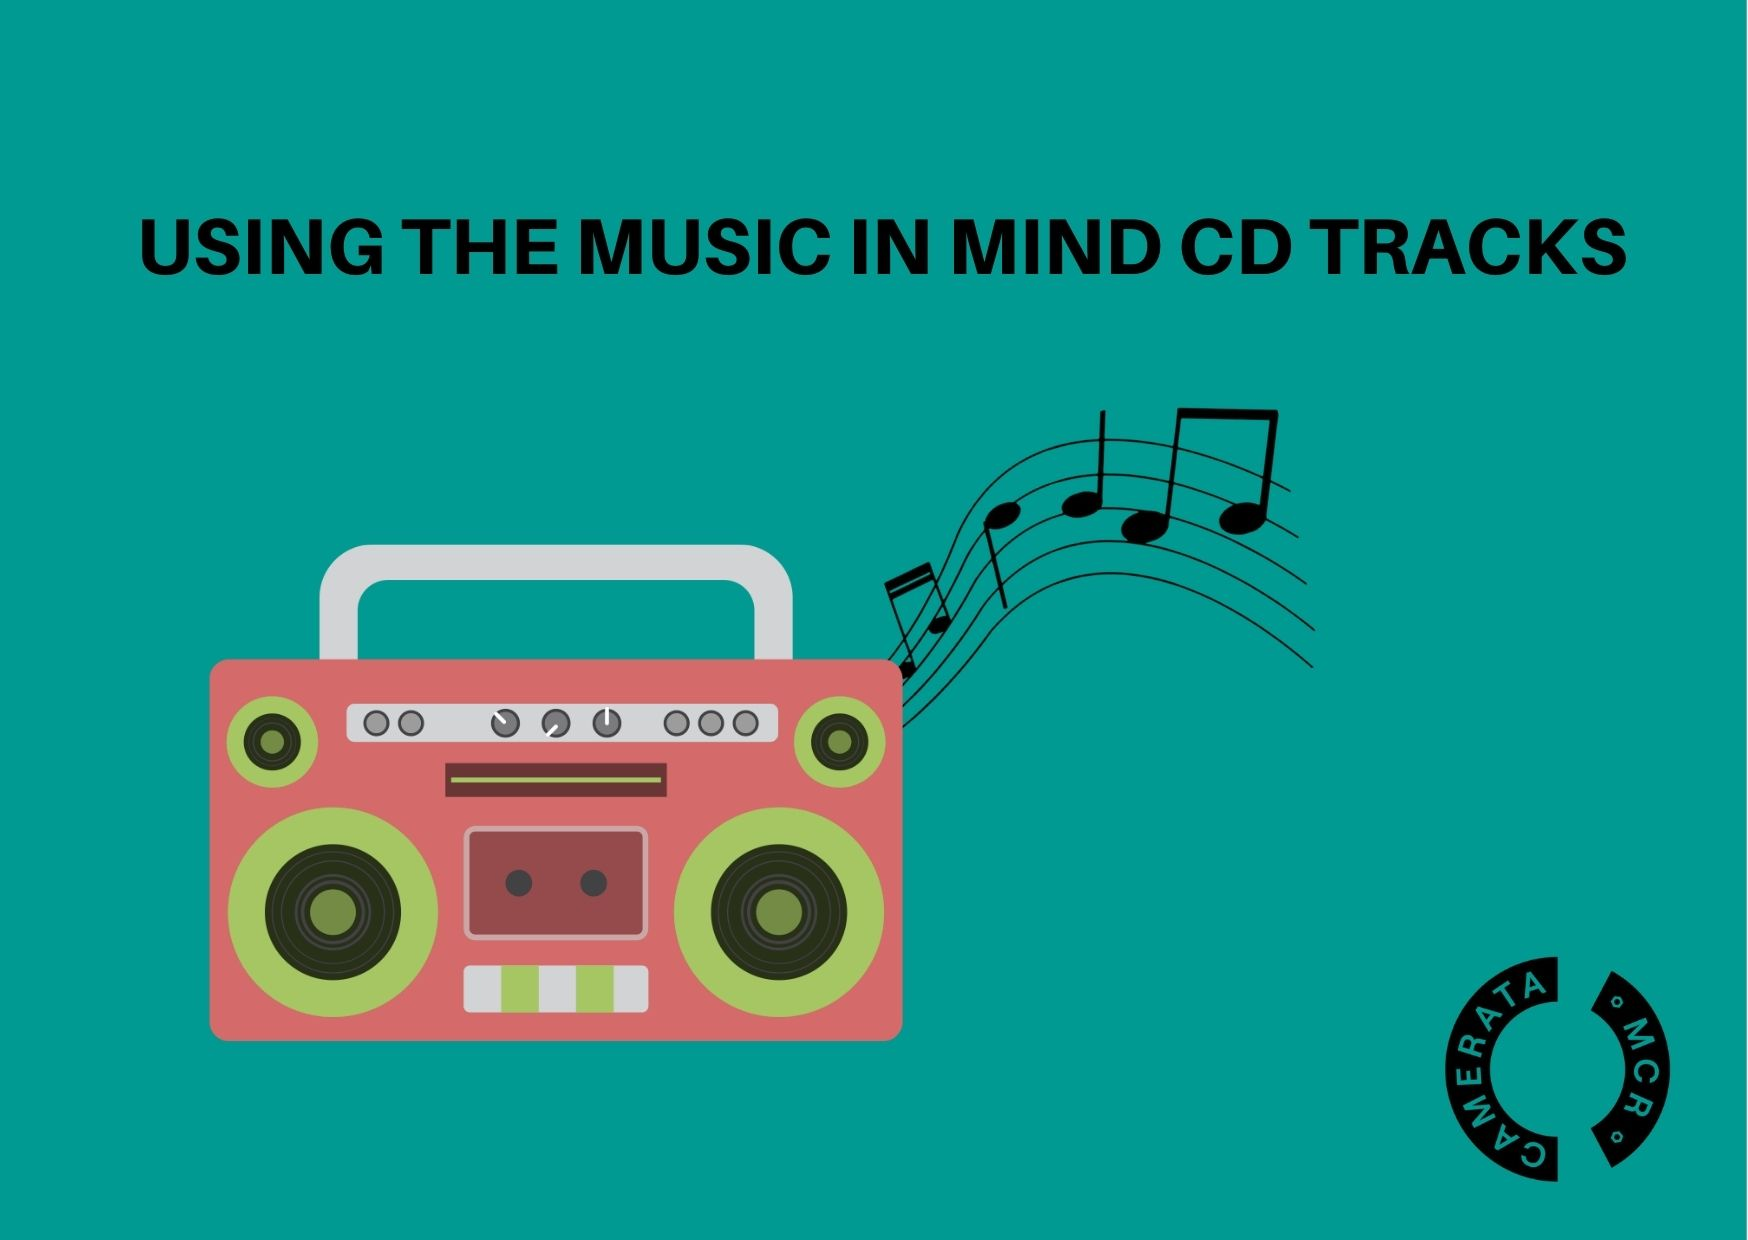 USING THE MUSIC IN MIND CD TRACKS
CAMERATA
MCR